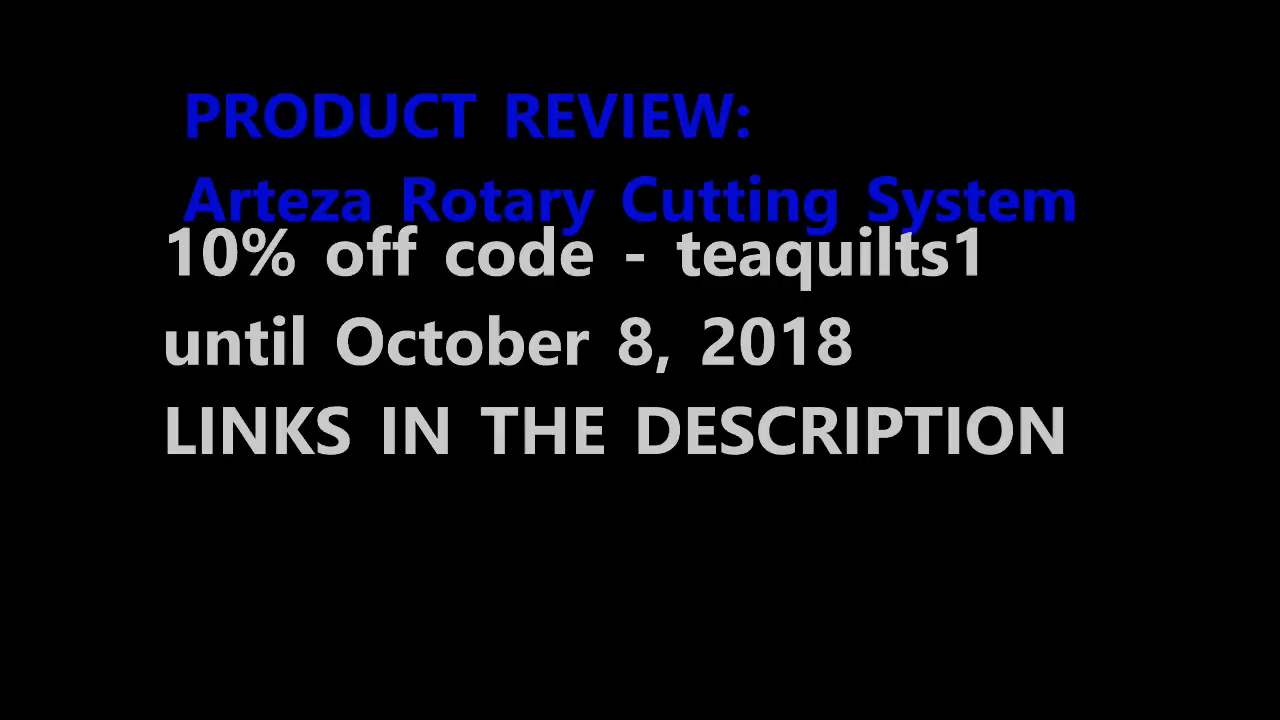 PRODUCT REVIEW:
Arteza Rotary Cutting System
10% off code - teaquilts1
until October 8, 2018
LINKS IN THE DESCRIPTION